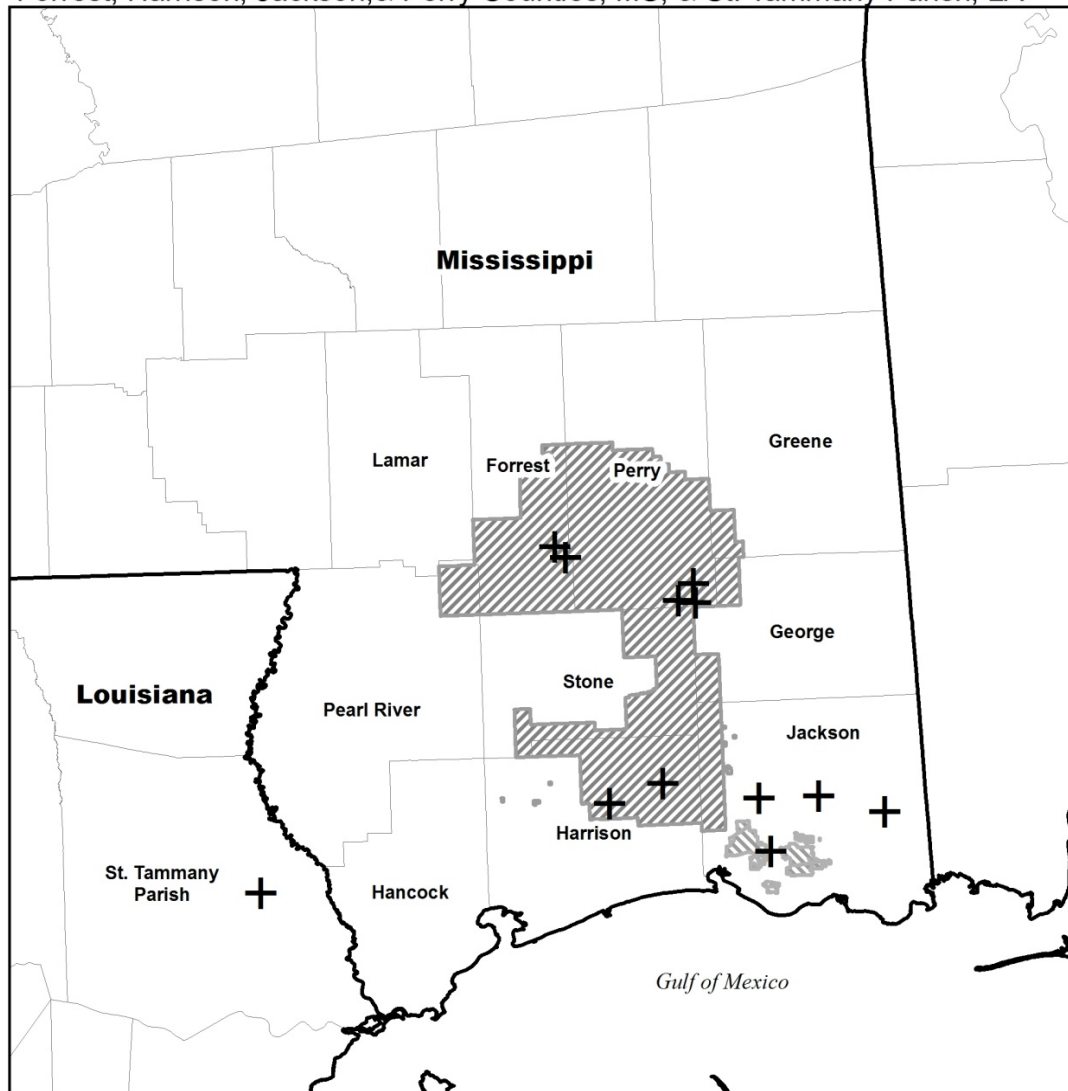 Forrest, Harrison, Jackson,& Perry Counties, MS, & St. Tammany Parish, LA
Mississippi
Greene
Lamar
Forrest
Perry
George
Stone
Louisiana
Pearl River
Jackson
Harrison
St. Tammany
Parish
Hancock
Gulf of Mexico